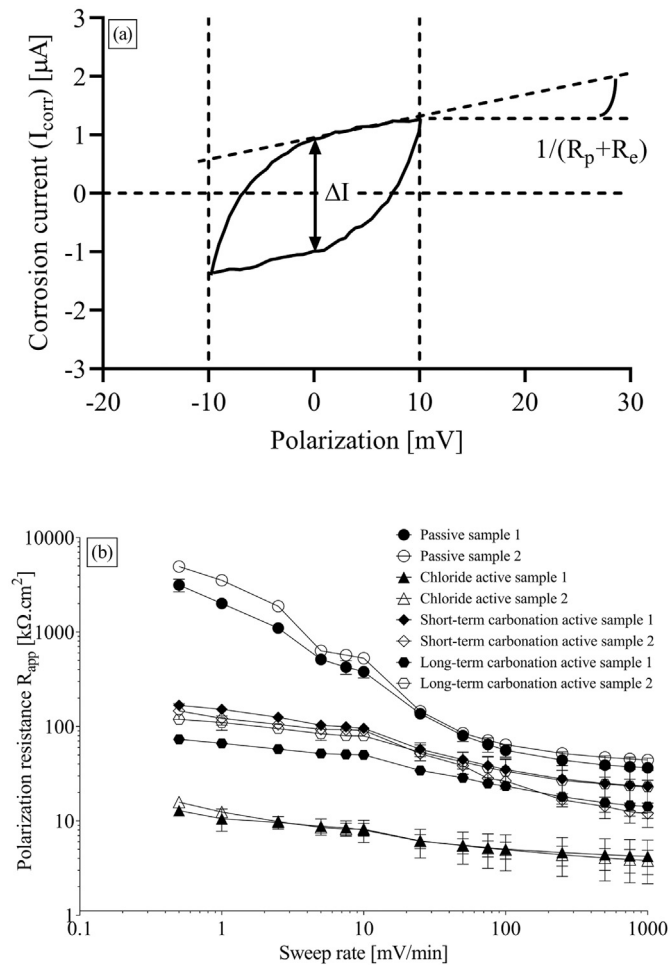 (a)
Corrosion current (I_corr) [µA]
3
2
1
0
-1
-2
-3
ΔI
1/(Rp+Re)
-20 -10 0 10 20 30
Polarization [mV]
(b)
Polarization resistance R_app [kΩ.cm²]
10000
1000
100
10
1
Passive sample 1
Passive sample 2
Chloride active sample 1
Chloride active sample 2
Short-term carbonation active sample 1
Short-term carbonation active sample 2
Long-term carbonation active sample 1
Long-term carbonation active sample 2
0.1 1 10 100 1000
Sweep rate [mV/min]